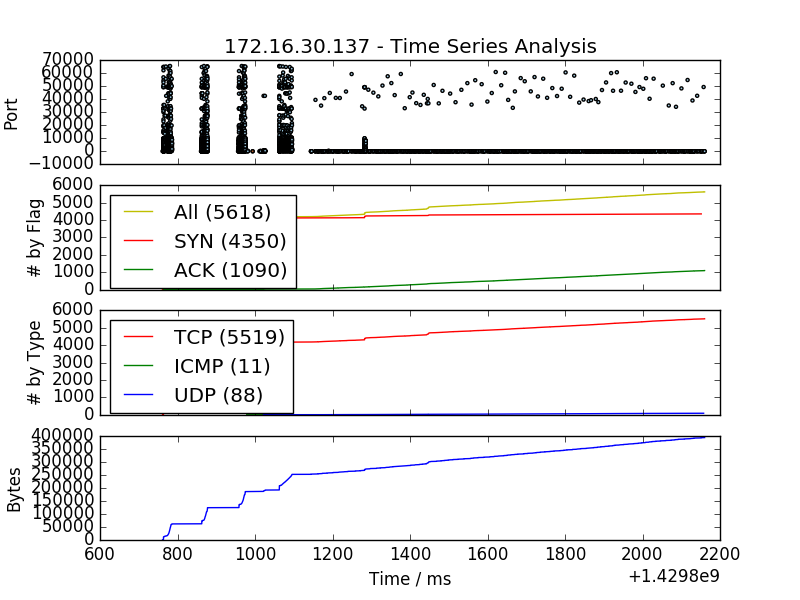 172.16.30.137 - Time Series Analysis
70000
60000
50000
40000
30000
20000
10000
0
−10000
Port
6000
5000
4000
3000
2000
1000
0
# by Flag
All (5618)
SYN (4350)
ACK (1090)
6000
5000
4000
3000
2000
1000
0
# by Type
TCP (5519)
ICMP (11)
UDP (88)
400000
350000
300000
250000
200000
150000
100000
50000
0
Bytes
600 800 1000 1200 1400 1600 1800 2000 2200
Time / ms
+1.4298e9